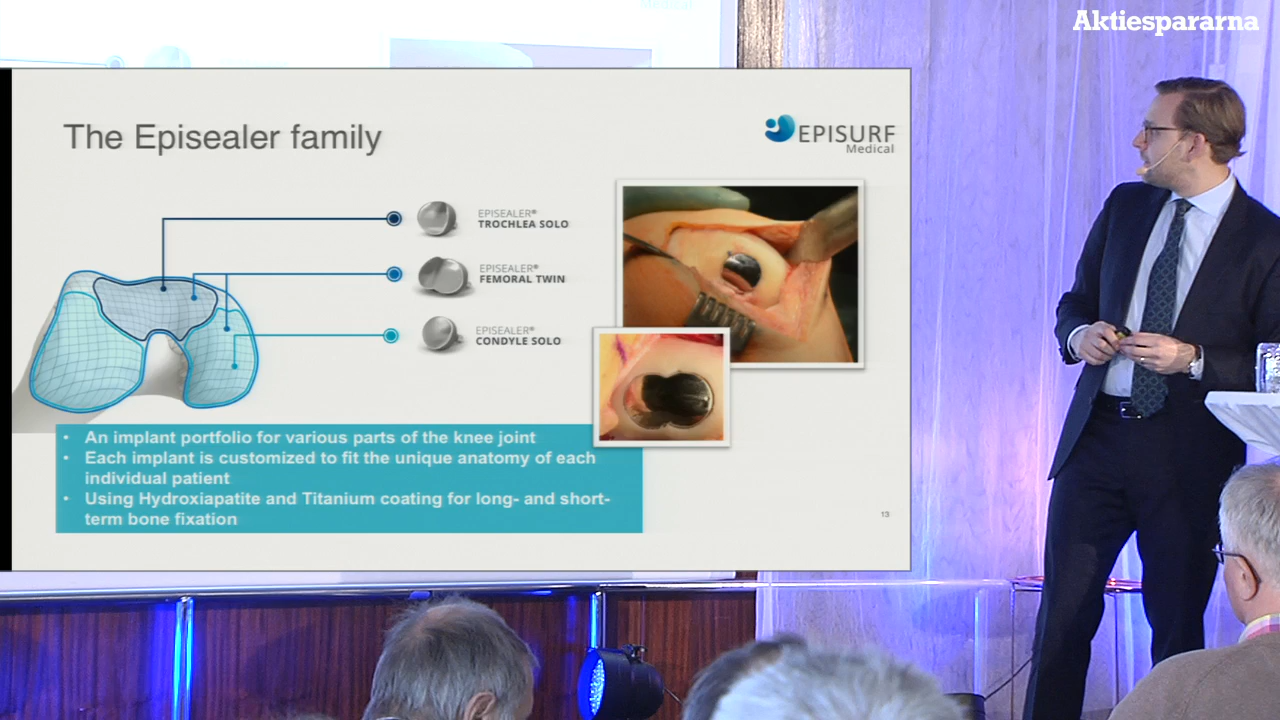 Aktiespararna
The Episealer family
EPISURF
Medical
EPISEALER®
TROCHLEA SOLO
EPISEALER®
FEMORAL TWIN
EPISEALER®
CONDYLE SOLO
• An implant portfolio for various parts of the knee joint
• Each implant is customized to fit the unique anatomy of each
individual patient
• Using Hydroxiapatite and Titanium coating for long- and short-
term bone fixation
13